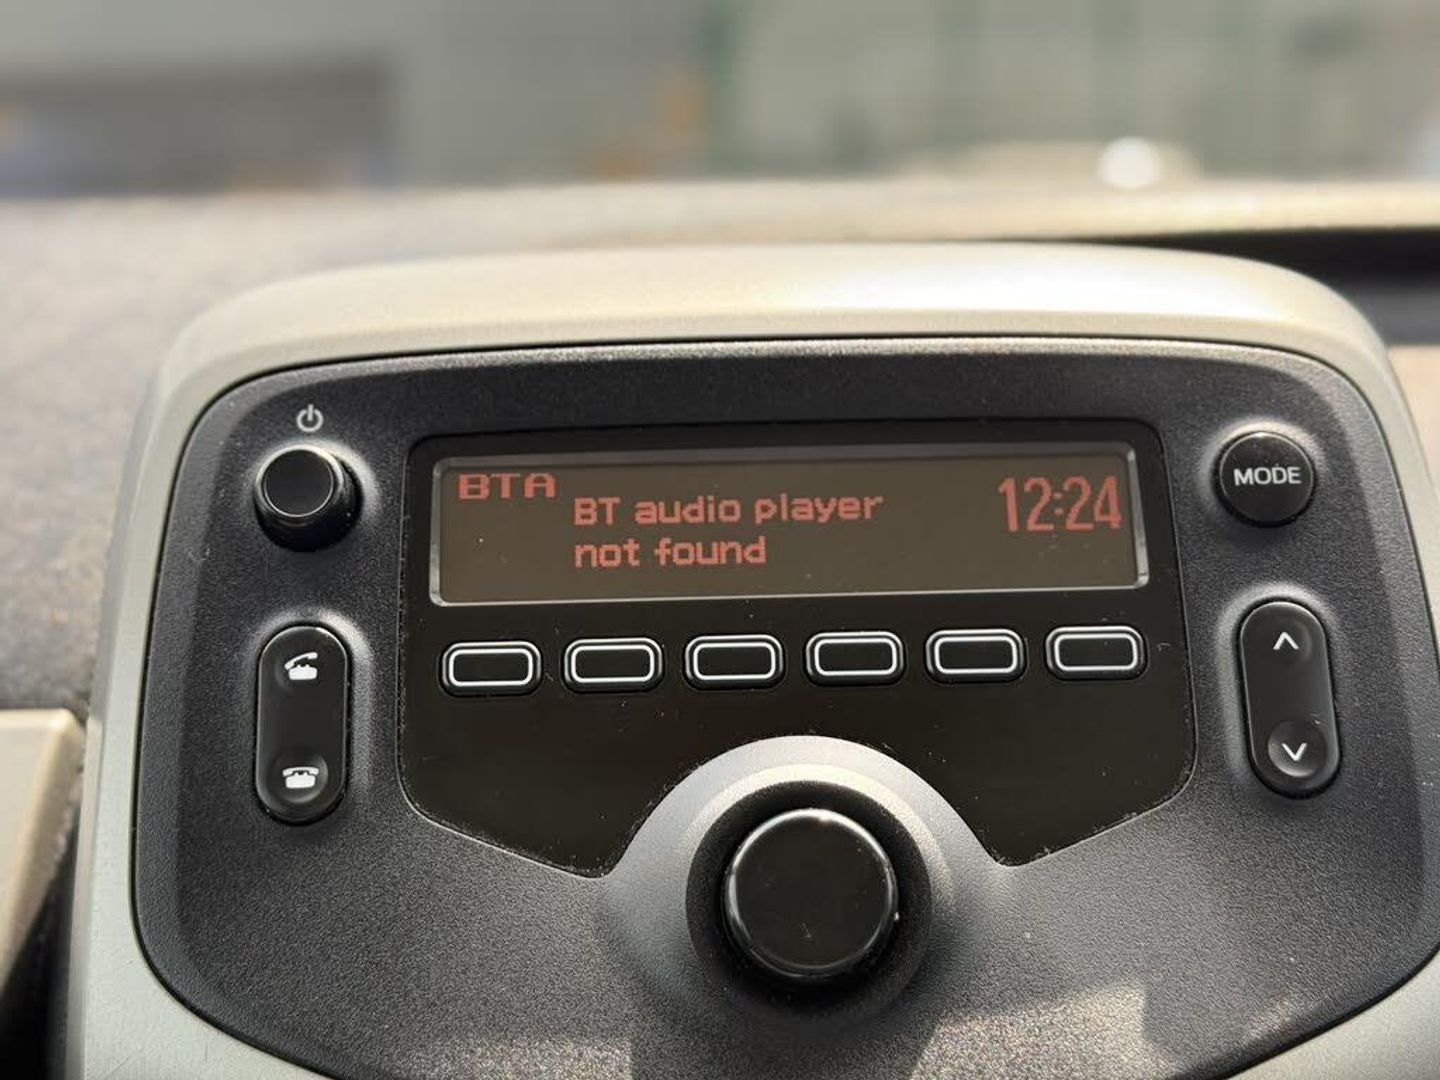 BTA
BT audio player
not found
12:24
MODE